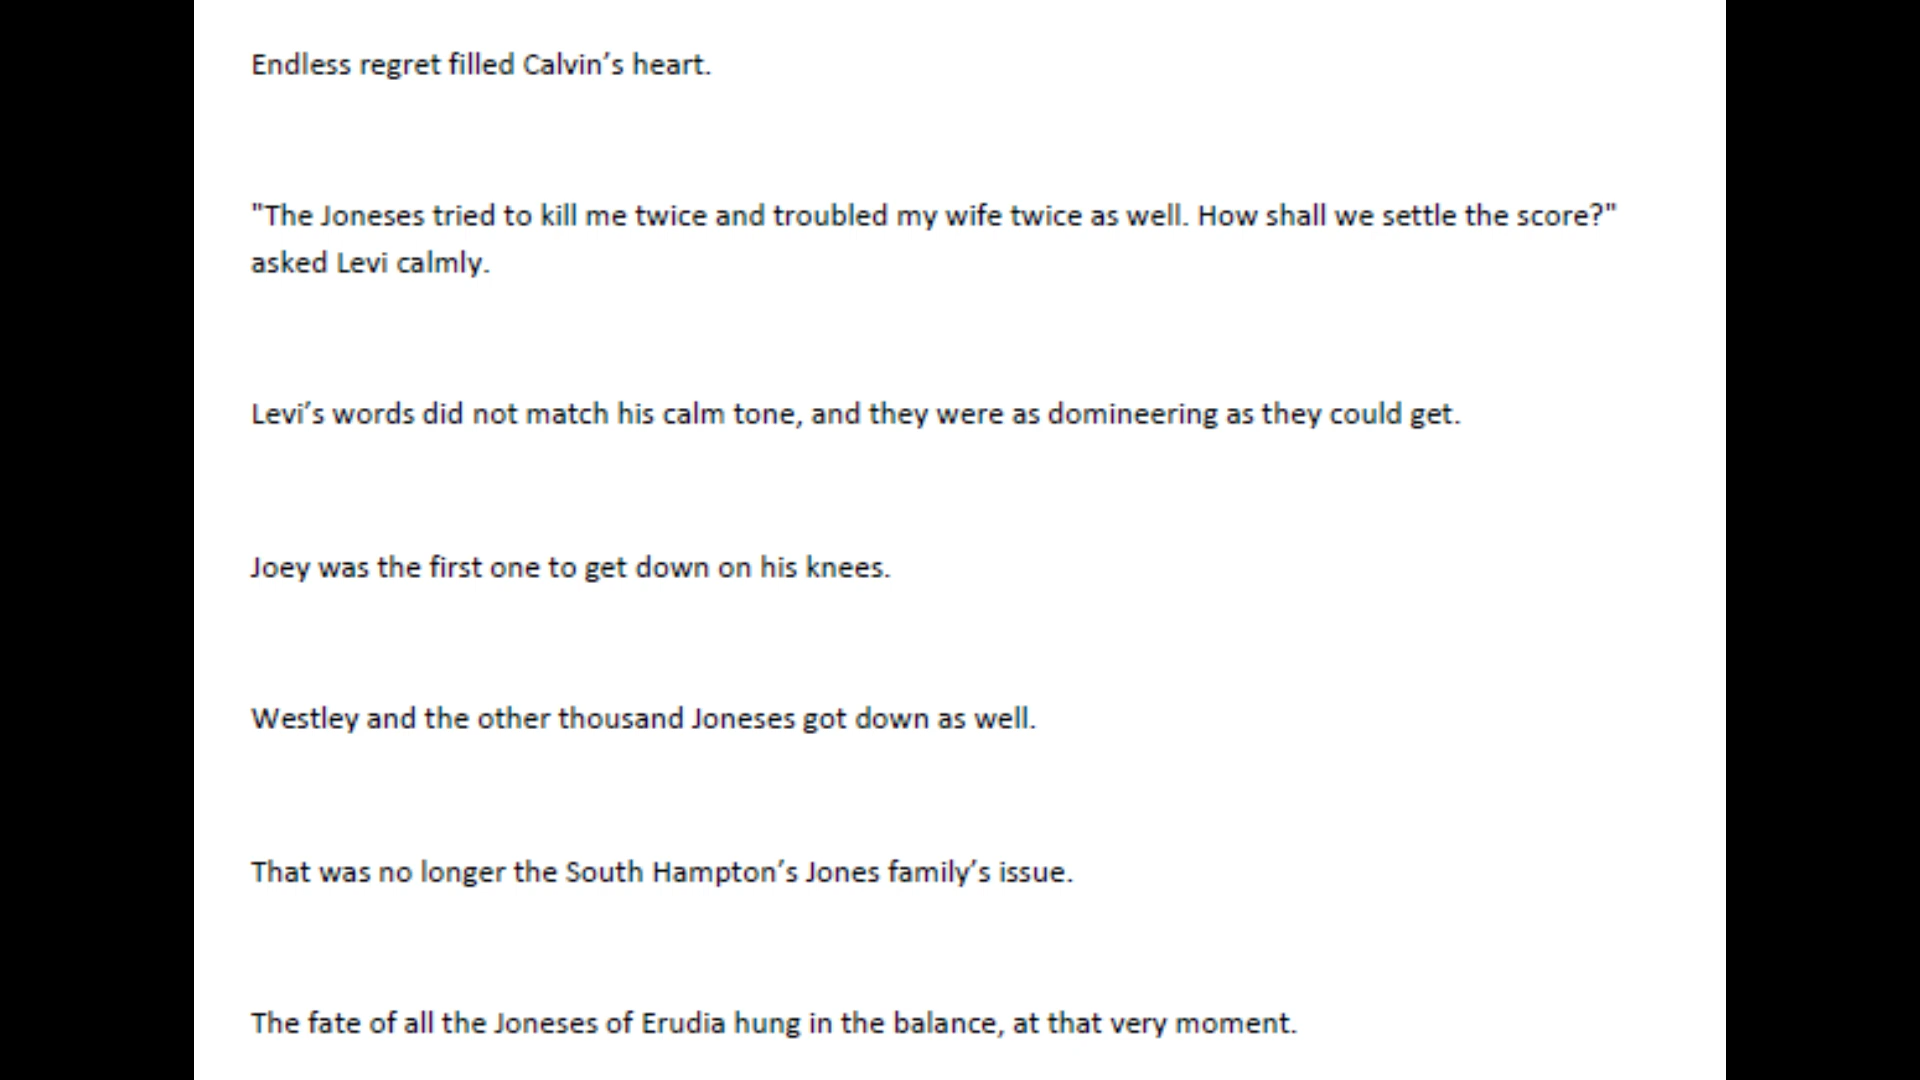 Endless regret filled Calvin’s heart.
"The Joneses tried to kill me twice and troubled my wife twice as well. How shall we settle the score?"
asked Levi calmly.
Levi’s words did not match his calm tone, and they were as domineering as they could get.
Joey was the first one to get down on his knees.
Westley and the other thousand Joneses got down as well.
That was no longer the South Hampton’s Jones family’s issue.
The fate of all the Joneses of Erudia hung in the balance, at that very moment.